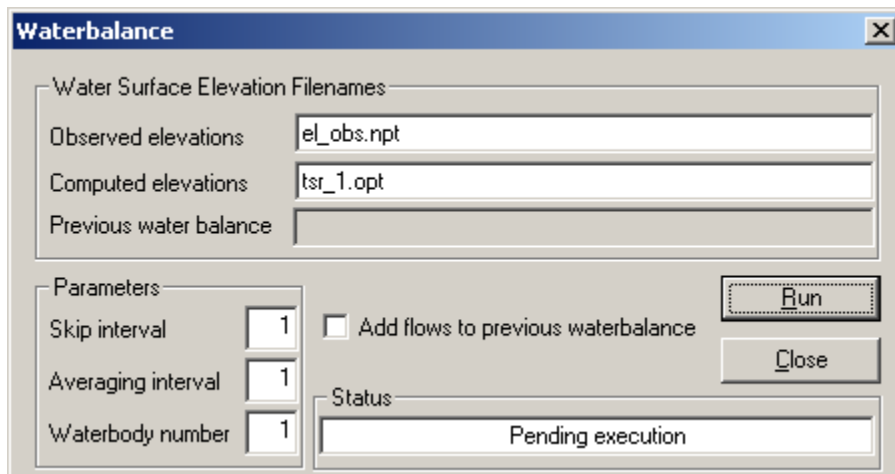 Waterbalance
Water Surface Elevation Filenames
Observed elevations el_obs.npt
Computed elevations tsr_1.opt
Previous water balance
Parameters
Skip interval 1
Averaging interval 1
Waterbody number 1
Add flows to previous waterbalance
Run
Close
Status
Pending execution